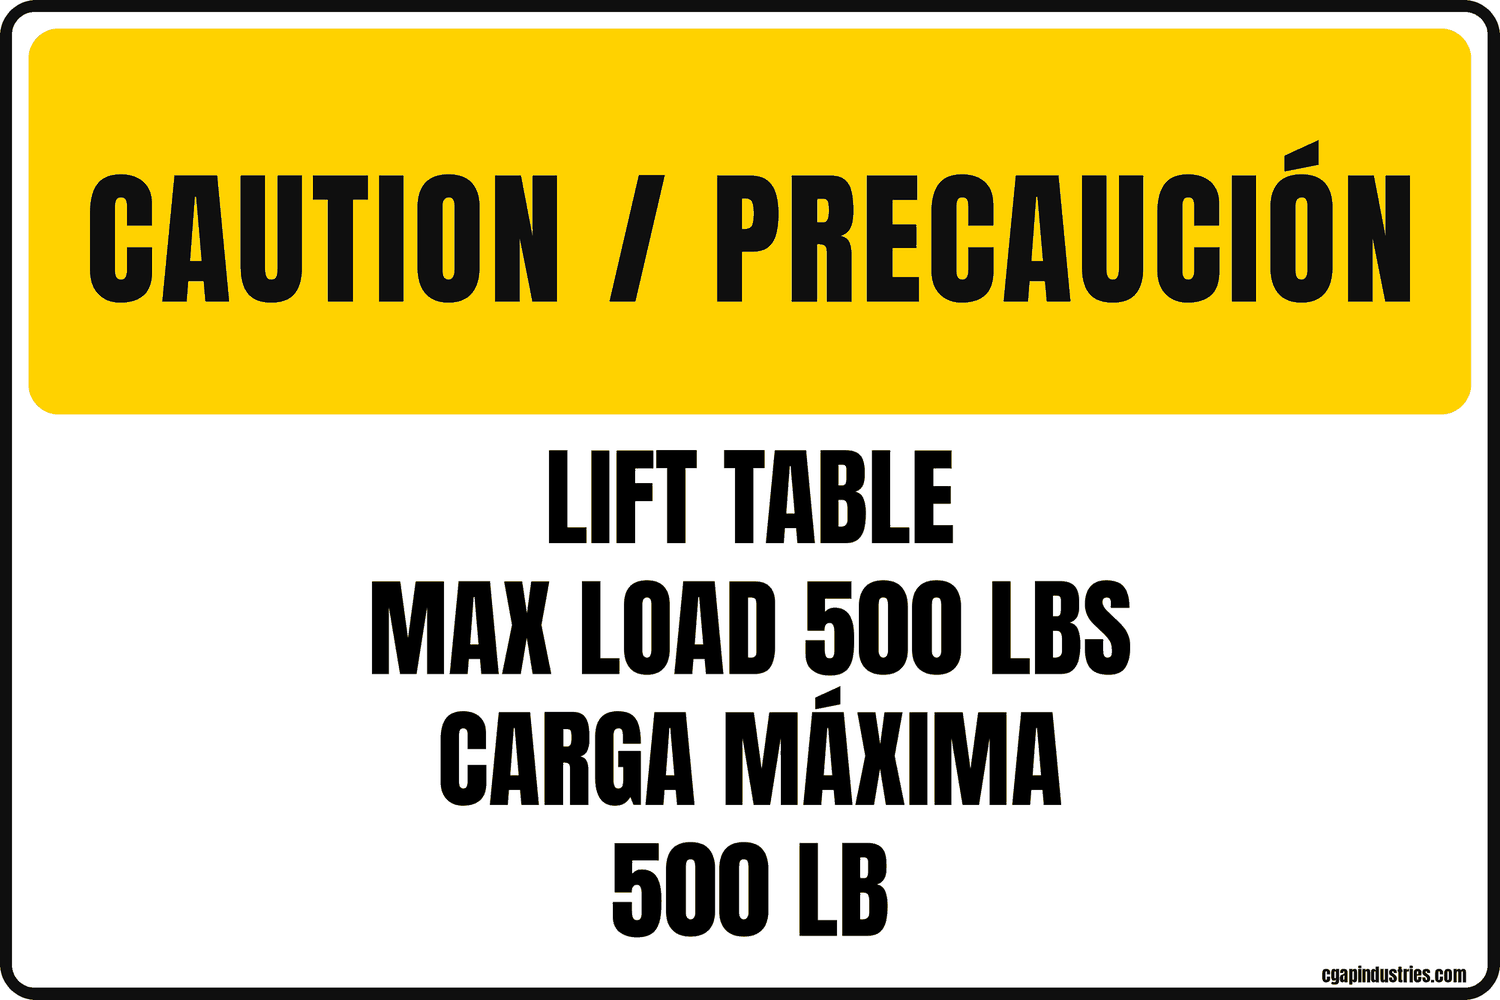 CAUTION / PRECAUCIÓN
LIFT TABLE
MAX LOAD 500 LBS
CARGA MÁXIMA
500 LB
cgapindustries.com